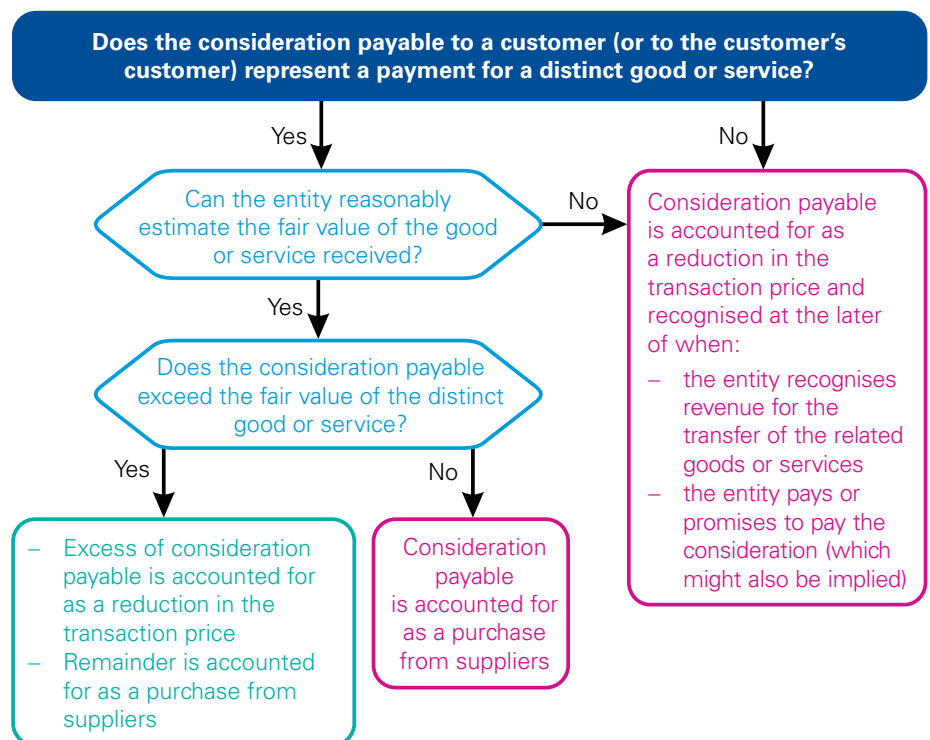 Does the consideration payable to a customer (or to the customer's
customer) represent a payment for a distinct good or service?
Yes
No
Can the entity reasonably
estimate the fair value of the good
or service received?
No
Consideration payable
is accounted for as
a reduction in the
transaction price and
recognised at the later
of when:
– the entity recognises
revenue for the
transfer of the related
goods or services
– the entity pays or
promises to pay the
consideration (which
might also be implied)
Yes
Does the consideration payable
exceed the fair value of the distinct
good or service?
Yes
No
– Excess of consideration
payable is accounted for
as a reduction in the
transaction price
– Remainder is accounted
for as a purchase from
suppliers
Consideration
payable
is accounted for
as a purchase
from suppliers